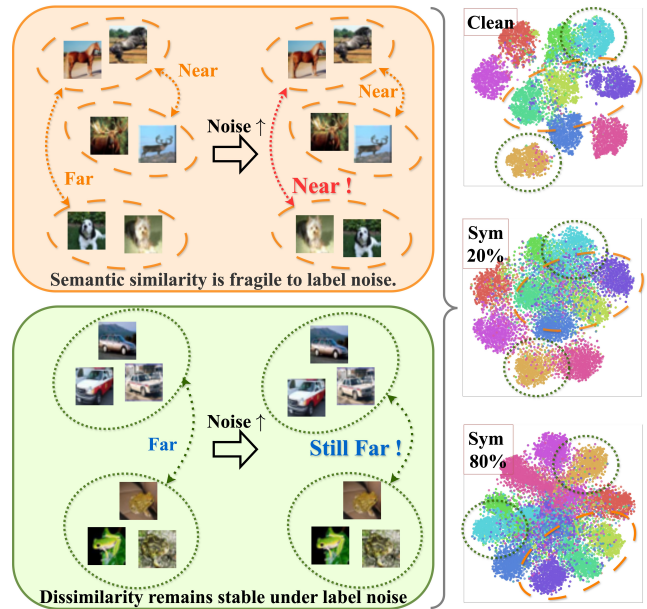 Near
Noise ↑
Near
Far
Near !
Semantic similarity is fragile to label noise.
Noise ↑
Far
Still Far !
Dissimilarity remains stable under label noise
Clean
Sym
20%
Sym
80%